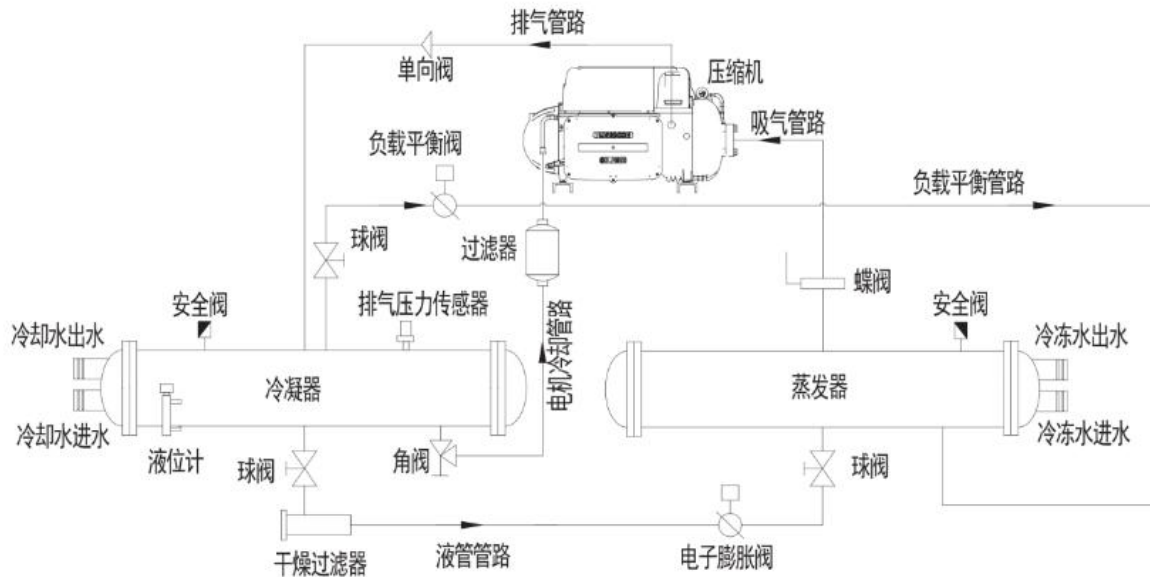 排气管路
单向阀
压缩机
吸气管路
负载平衡阀
负载平衡管路
球阀
过滤器
蝶阀
安全阀
排气压力传感器
安全阀
冷却水出水
冷冻水出水
电机冷却管路
冷凝器
蒸发器
冷却水进水
冷冻水进水
液位计
球阀
角阀
球阀
干燥过滤器
液管管路
电子膨胀阀